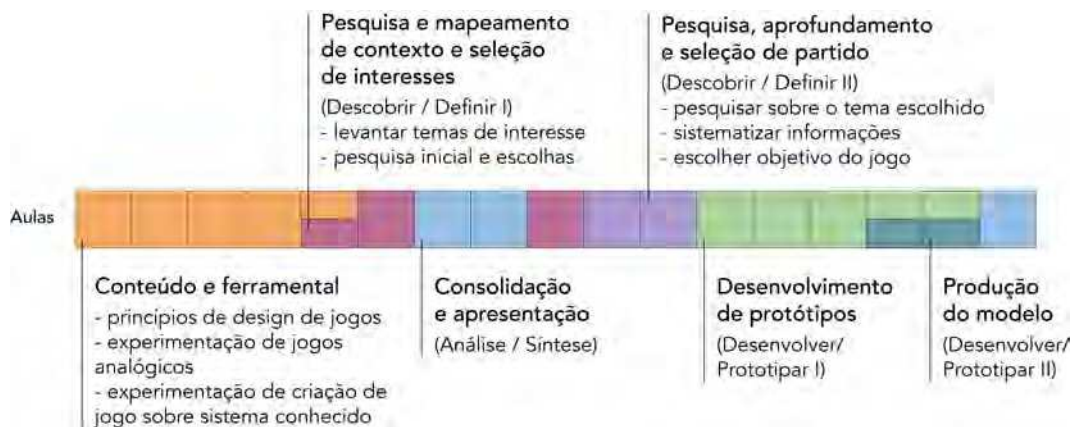 Pesquisa e mapeamento
de contexto e seleção
de interesses
(Descobrir / Definir I)
- levantar temas de interesse
- pesquisa inicial e escolhas
Pesquisa, aprofundamento
e seleção de partido
(Descobrir / Definir II)
- pesquisar sobre o tema escolhido
- sistematizar informações
- escolher objetivo do jogo
Aulas
Conteúdo e ferramental
- princípios de design de jogos
- experimentação de jogos
analógicos
- experimentação de criação de
jogo sobre sistema conhecido
Consolidação
e apresentação
(Análise / Síntese)
Desenvolvimento
de protótipos
(Desenvolver/
Prototipar I)
Produção
do modelo
(Desenvolver/
Prototipar II)